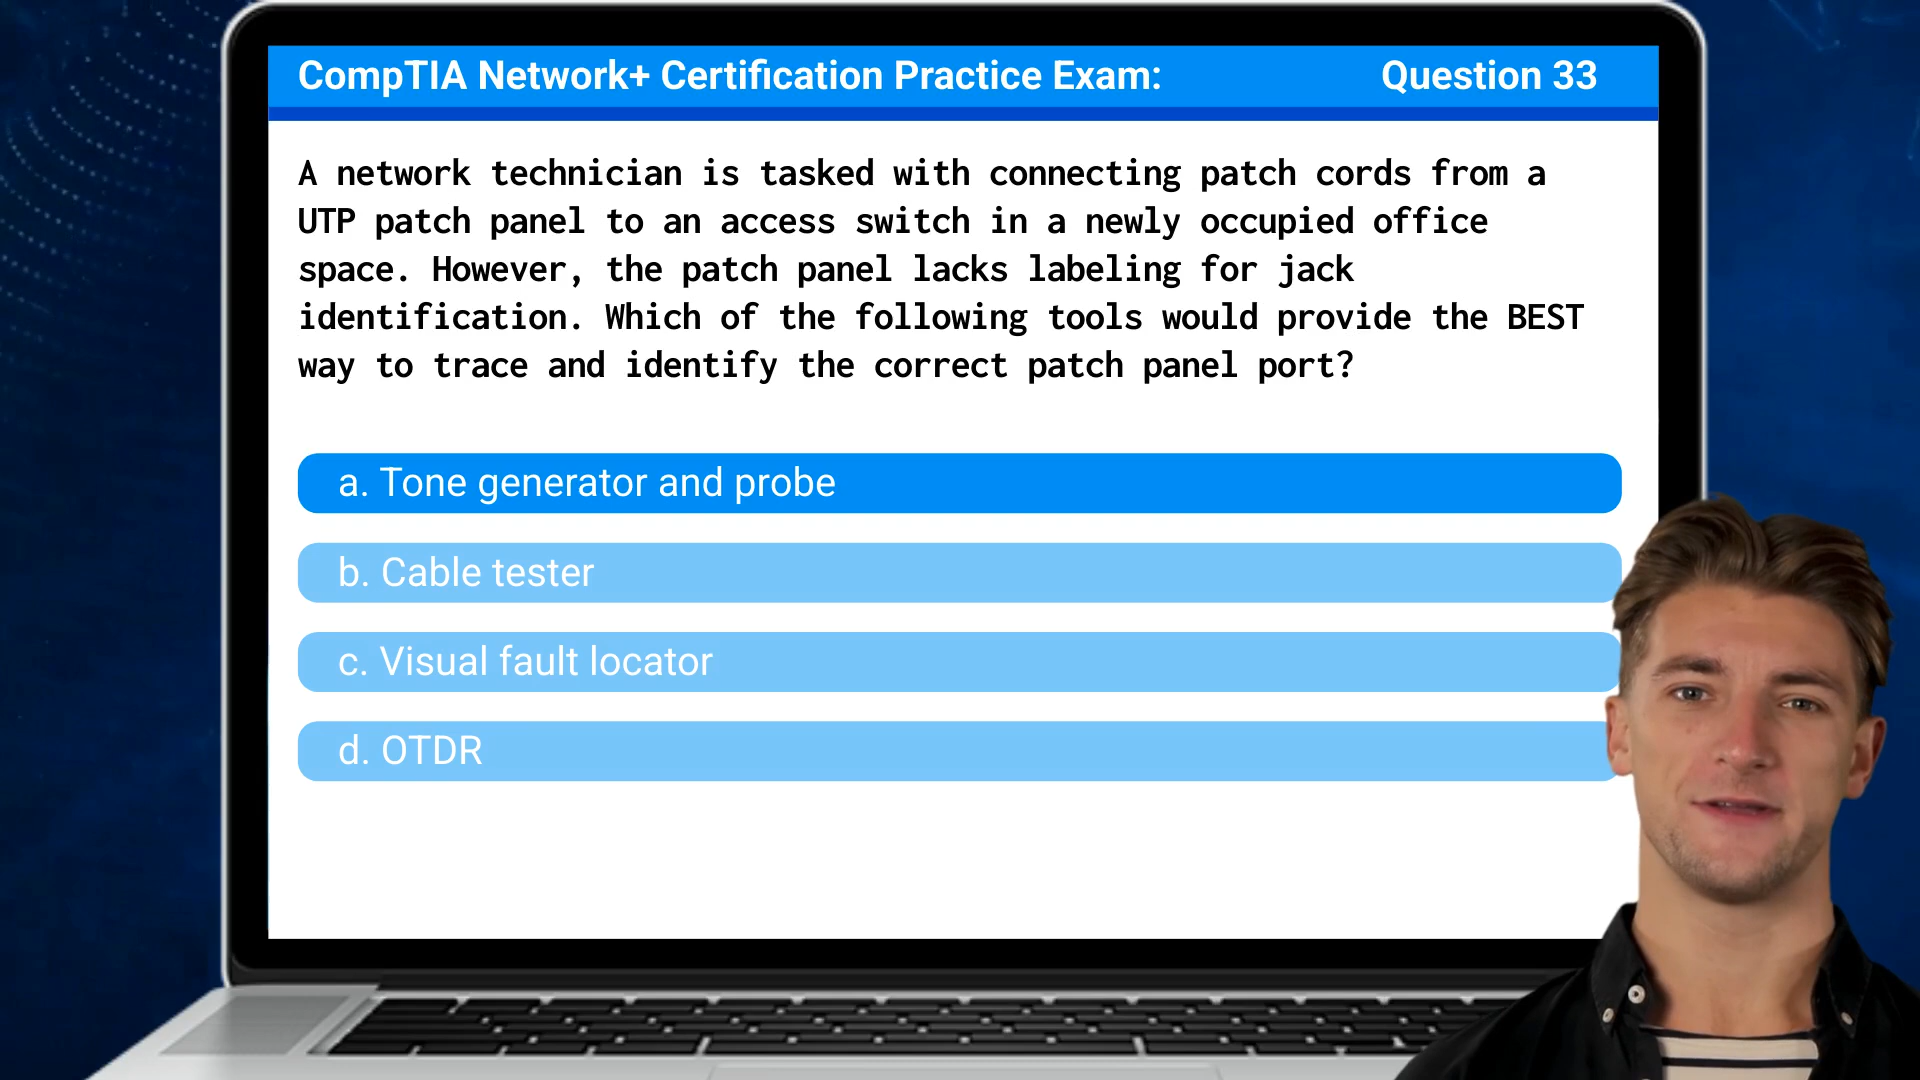 CompTIA Network+ Certification Practice Exam:
Question 33
A network technician is tasked with connecting patch cords from a
UTP patch panel to an access switch in a newly occupied office
space. However, the patch panel lacks labeling for jack
identification. Which of the following tools would provide the BEST
way to trace and identify the correct patch panel port?
a. Tone generator and probe
b. Cable tester
c. Visual fault locator
d. OTDR